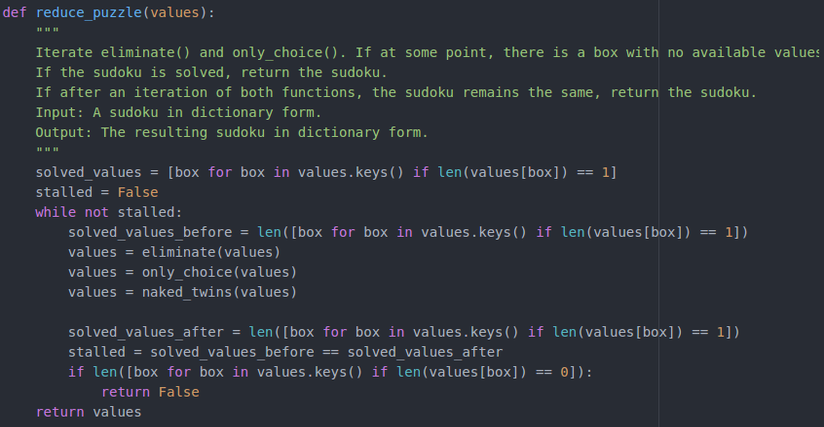 def reduce_puzzle(values):
    """
    Iterate eliminate() and only_choice(). If at some point, there is a box with no available values
    If the sudoku is solved, return the sudoku.
    If after an iteration of both functions, the sudoku remains the same, return the sudoku.
    Input: A sudoku in dictionary form.
    Output: The resulting sudoku in dictionary form.
    """
    solved_values = [box for box in values.keys() if len(values[box]) == 1]
    stalled = False
    while not stalled:
        solved_values_before = len([box for box in values.keys() if len(values[box]) == 1])
        values = eliminate(values)
        values = only_choice(values)
        values = naked_twins(values)

        solved_values_after = len([box for box in values.keys() if len(values[box]) == 1])
        stalled = solved_values_before == solved_values_after
        if len([box for box in values.keys() if len(values[box]) == 0]):
            return False
    return values